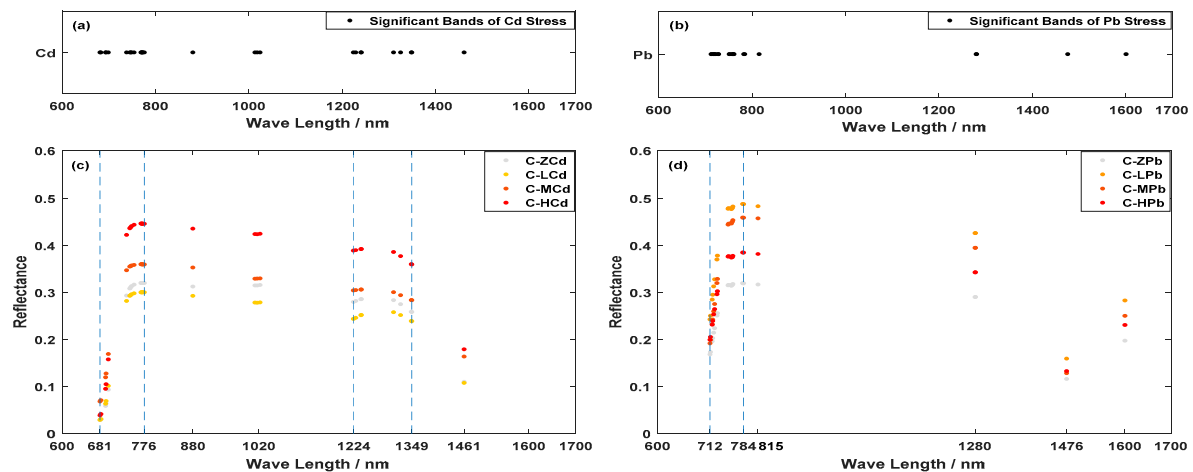 (a)
Significant Bands of Cd Stress
Cd
600 800 1000 1200 1400 1600 1700
Wave Length / nm
(b)
Significant Bands of Pb Stress
Pb
600 800 1000 1200 1400 1600 1700
Wave Length / nm
(c)
C-ZCd
C-LCd
C-MCd
C-HCd
0.6
0.5
0.4
0.3
0.2
0.1
0
Reflectance
600 681 776 880 1020 1224 1349 1461 1700
Wave Length / nm
(d)
C-ZPb
C-LPb
C-MPb
C-HPb
0.6
0.5
0.4
0.3
0.2
0.1
0
Reflectance
600 712 784 815 1280 1476 1600 1700
Wave Length / nm